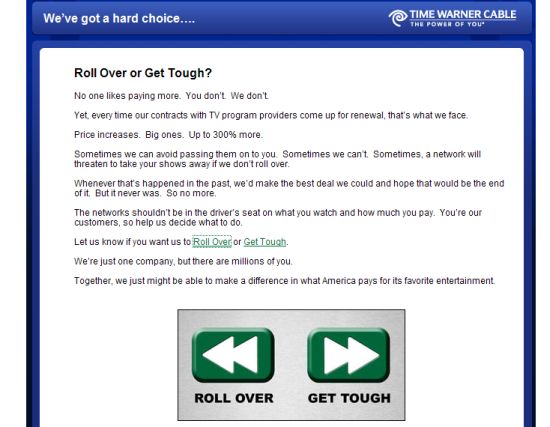 We've got a hard choice....
TIME WARNER CABLE
THE POWER OF YOU™
Roll Over or Get Tough?
No one likes paying more. You don't. We don't.
Yet, every time our contracts with TV program providers come up for renewal, that's what we face.
Price increases. Big ones. Up to 300% more.
Sometimes we can avoid passing them on to you. Sometimes we can't. Sometimes, a network will
threaten to take your shows away if we don't roll over.
Whenever that's happened in the past, we'd make the best deal we could and hope that would be the end
of it. But it never was. So no more.
The networks shouldn't be in the driver's seat on what you watch and how much you pay. You're our
customers, so help us decide what to do.
Let us know if you want us to Roll Over or Get Tough.
We're just one company, but there are millions of you.
Together, we just might be able to make a difference in what America pays for its favorite entertainment.
ROLL OVER GET TOUGH